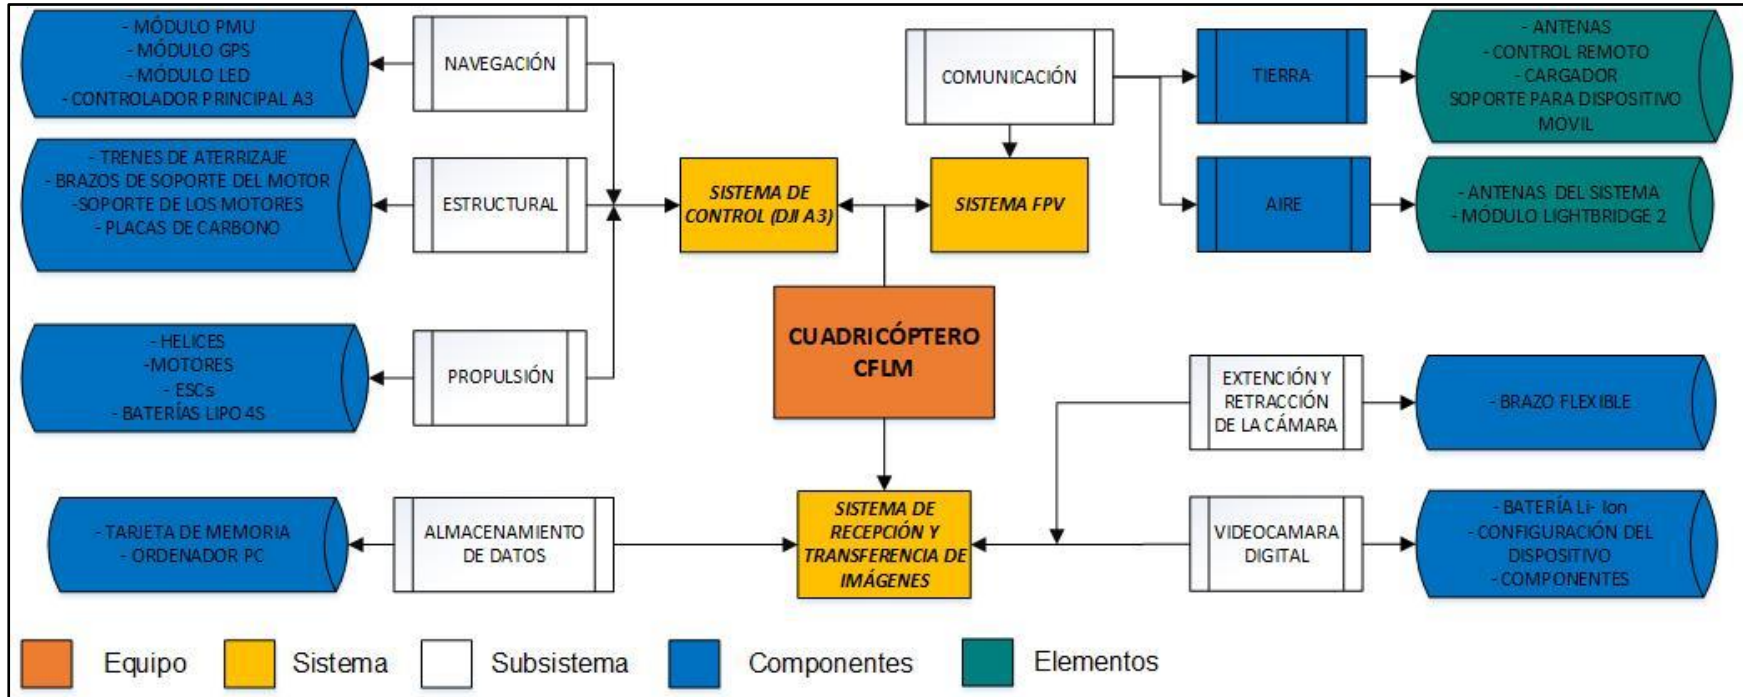 - MÓDULO PMU
- MÓDULO GPS
- MÓDULO LED
- CONTROLADOR PRINCIPAL A3
NAVEGACIÓN
COMUNICACIÓN
TIERRA
- ANTENAS
- CONTROL REMOTO
- CARGADOR
SOPORTE PARA DISPOSITIVO
MOVIL
- TRENES DE ATERRIZAJE
- BRAZOS DE SOPORTE DEL MOTOR
-SOPORTE DE LOS MOTORES
- PLACAS DE CARBONO
ESTRUCTURAL
SISTEMA DE
CONTROL (DJI A3)
SISTEMA FPV
AIRE
- ANTENAS DEL SISTEMA
- MÓDULO LIGHTBRIDGE 2
- HELICES
-MOTORES
- ESCs
- BATERÍAS LIPO 4S
PROPULSIÓN
CUADRICÓPTERO
CFLM
EXTENCIÓN Y
RETRACCIÓN
DE LA CÁMARA
- BRAZO FLEXIBLE
- TARJETA DE MEMORIA
- ORDENADOR PC
ALMACENAMIENTO
DE DATOS
SISTEMA DE
RECEPCIÓN Y
TRANSFERENCIA DE
IMÁGENES
VIDEOCAMARA
DIGITAL
- BATERÍA Li- Ion
- CONFIGURACIÓN DEL
DISPOSITIVO
- COMPONENTES
Equipo
Sistema
Subsistema
Componentes
Elementos